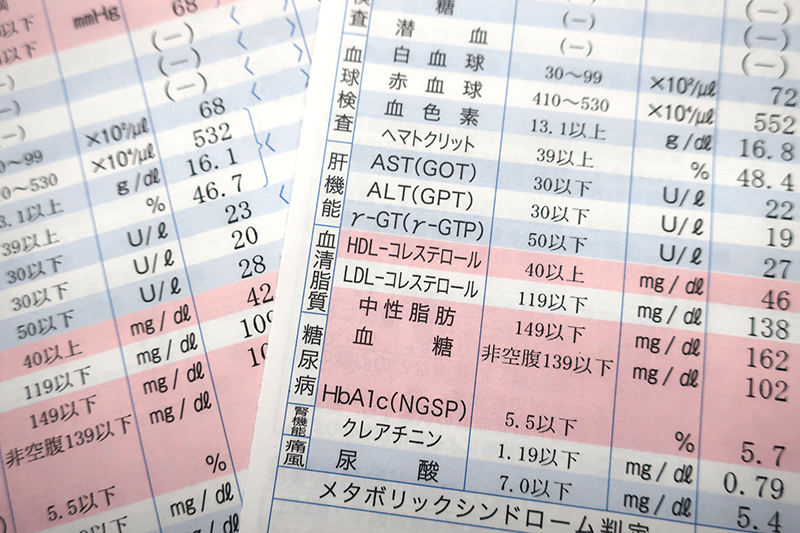 以下 mmHg 68
以下 (−)
(−)
(−)
×10²/μℓ 68
×10⁴/μℓ 532
g/dℓ 16.1
39以上 % 46.7
30以下 U/ℓ 23
30以下 U/ℓ 20
50以下 U/ℓ 28
40以上 mg/dℓ 42
119以下 mg/dℓ
149以下 mg/dℓ
非空腹139以下 mg/dℓ
5.5以下 %
mg/dℓ
検査
糖 (−) (−)
潜血 (−) (−)
(−)
血球検査
白血球 30～99 ×10²/μℓ 72
赤血球 410～530 ×10⁴/μℓ 552
血色素 13.1以上 g/dℓ 16.8
ヘマトクリット 39以上 % 48.4
肝機能
AST(GOT) 30以下 U/ℓ 22
ALT(GPT) 30以下 U/ℓ 19
γ-GT(γ-GTP) 50以下 U/ℓ 27
血清脂質
HDL-コレステロール 40以上 mg/dℓ 46
LDL-コレステロール 119以下 mg/dℓ 138
中性脂肪 149以下 mg/dℓ 162
糖尿病
血糖 非空腹139以下 mg/dℓ 102
HbA1c(NGSP) 5.5以下 % 5.7
腎機能
クレアチニン 1.19以下 mg/dℓ 0.79
痛風
尿酸 7.0以下 mg/dℓ 5.4
メタボリックシンドローム判定